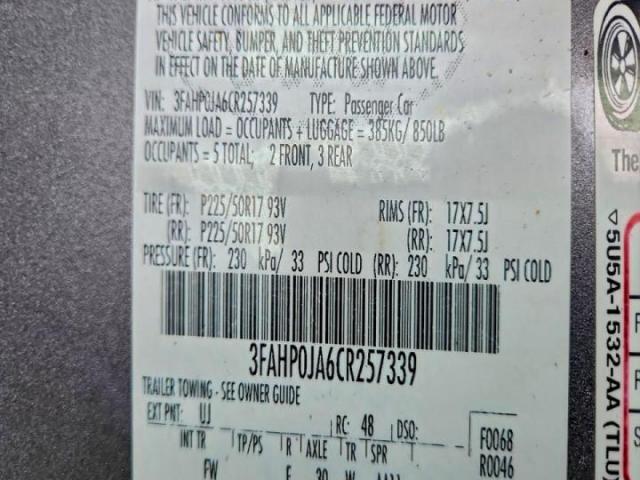 THIS VEHICLE CONFORMS TO ALL APPLICABLE FEDERAL MOTOR
VEHICLE SAFETY, BUMPER, AND THEFT PREVENTION STANDARDS
IN EFFECT ON THE DATE OF MANUFACTURE SHOWN ABOVE.
VIN: 3FAHP0JA6CR257339 TYPE: Passenger Car
MAXIMUM LOAD = OCCUPANTS + LUGGAGE = 385KG/ 850LB
OCCUPANTS = 5 TOTAL, 2 FRONT, 3 REAR
TIRE (FR): P225/50R17 93V RIMS (FR): 17X7.5J
(RR): P225/50R17 93V (RR): 17X7.5J
PRESSURE (FR): 230 kPa/ 33 PSI COLD (RR): 230 kPa/ 33 PSI COLD
3FAHP0JA6CR257339
TRAILER TOWING - SEE OWNER GUIDE
EXT PNT: UJ RC: 48 DSO: F0068
INT TR TP/PS R AXLE TR SPR R0046
FW
The
5U5A-1532-AA (TLU)